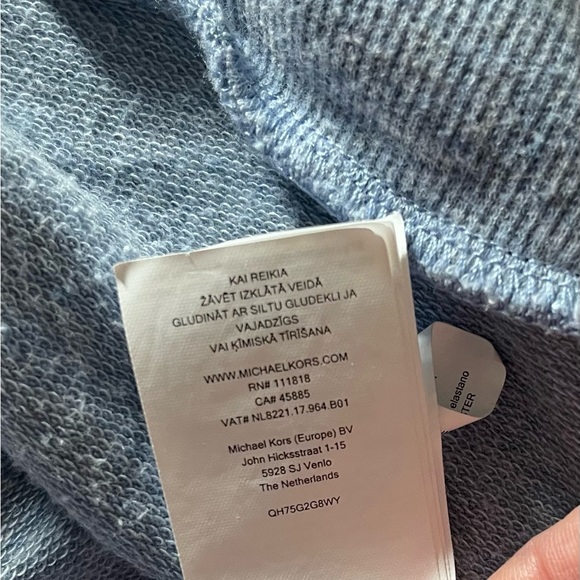 KAI REIKIA
ŽĀVĒT IZKLĀTĀ VEIDĀ
GLUDINĀT AR SILTU GLUDEKLI JA
VAJADZĪGS
VAI ĶIMISKĀ TĪRĪŠANA
WWW.MICHAELKORS.COM
RN# 111818
CA# 45885
VAT# NL8221.17.964.B01
Michael Kors (Europe) BV
John Hicksstraat 1-15
5928 SJ Venlo
The Netherlands
QH75G2G8WY
elastano